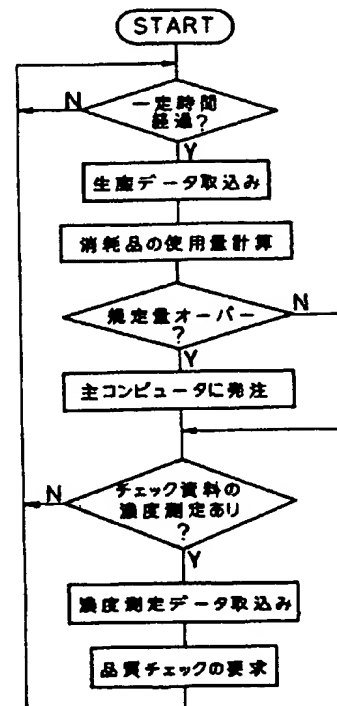 START
N
一定時間
経過?
Y
生産データ取込み
消耗品の使用量計算
規定量オーバー
?
N
Y
主コンピュータに発注
N
チェック資料の
濃度測定あり
?
Y
濃度測定データ取込み
品質チェックの要求